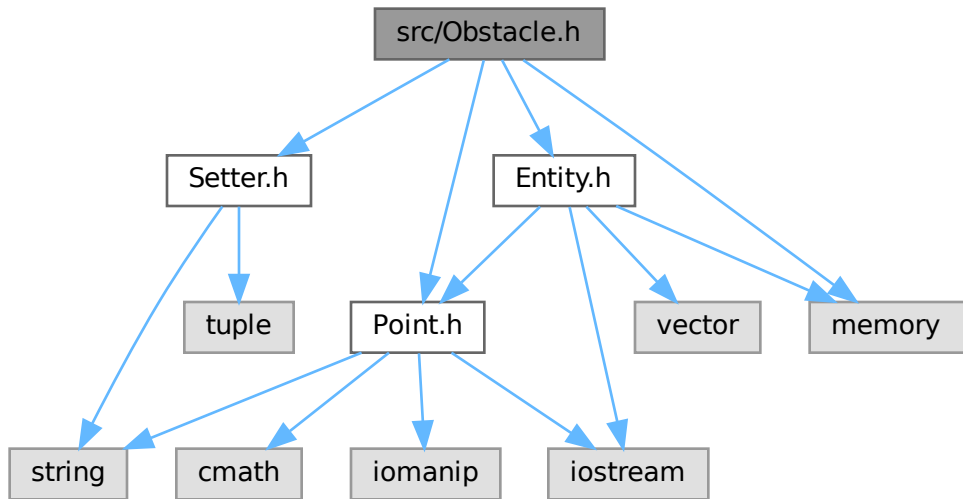 src/Obstacle.h
Setter.h
Entity.h
tuple
Point.h
vector
memory
string
cmath
iomanip
iostream